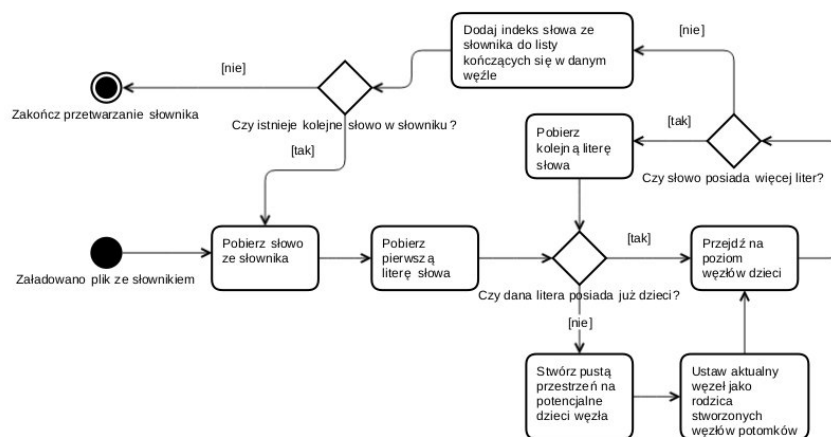 Dodaj indeks słowa ze
słownika do listy
kończących się w danym
węźle
[nie]
[nie]
Zakończ przetwarzanie słownika
Czy istnieje kolejne słowo w słowniku?
[tak]
Pobierz
kolejną literę
słowa
[tak]
Czy słowo posiada więcej liter?
Załadowano plik ze słownikiem
Pobierz słowo
ze słownika
Pobierz
pierwszą
literę słowa
[tak]
Czy dana litera posiada już dzieci?
[nie]
Przejdź na
poziom
węzłów dzieci
Stwórz pustą
przestrzeń na
potencjalne
dzieci węzła
Ustaw aktualny
węzeł jako
rodzica
stworzonych
węzłów potomków